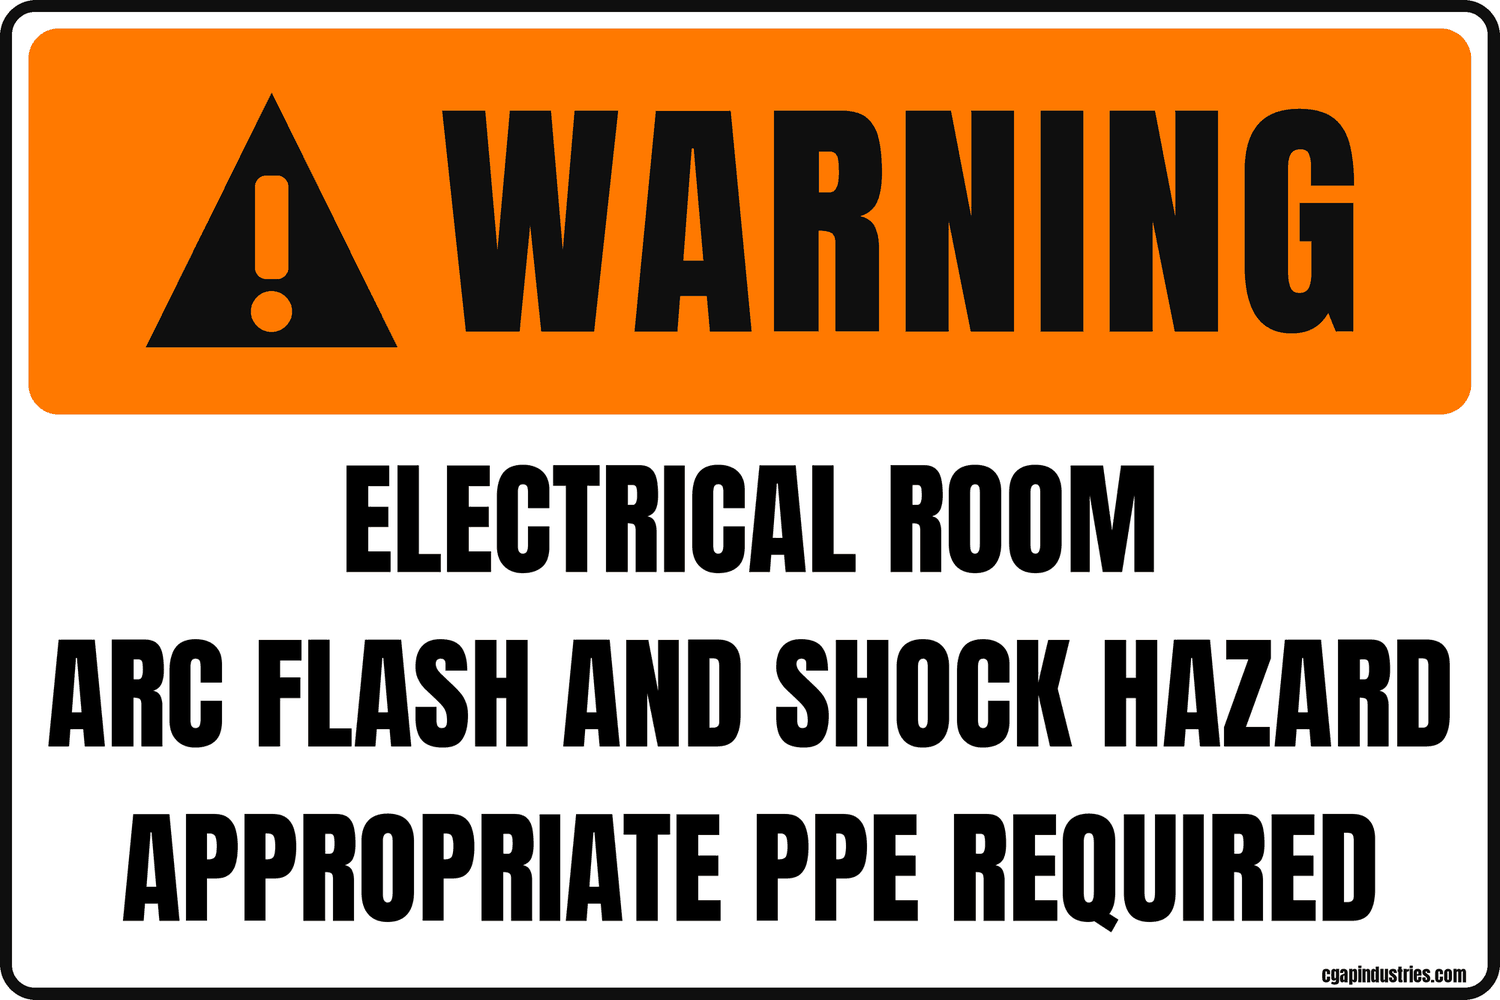 WARNING
ELECTRICAL ROOM
ARC FLASH AND SHOCK HAZARD
APPROPRIATE PPE REQUIRED
cgapindustries.com